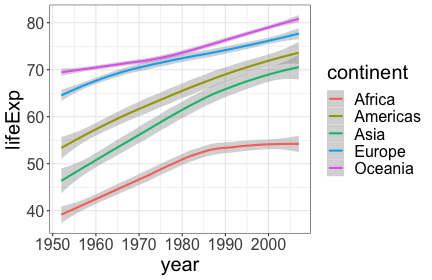 lifeExp
80
70
60
50
40
1950 1960 1970 1980 1990 2000
year
continent
Africa
Americas
Asia
Europe
Oceania